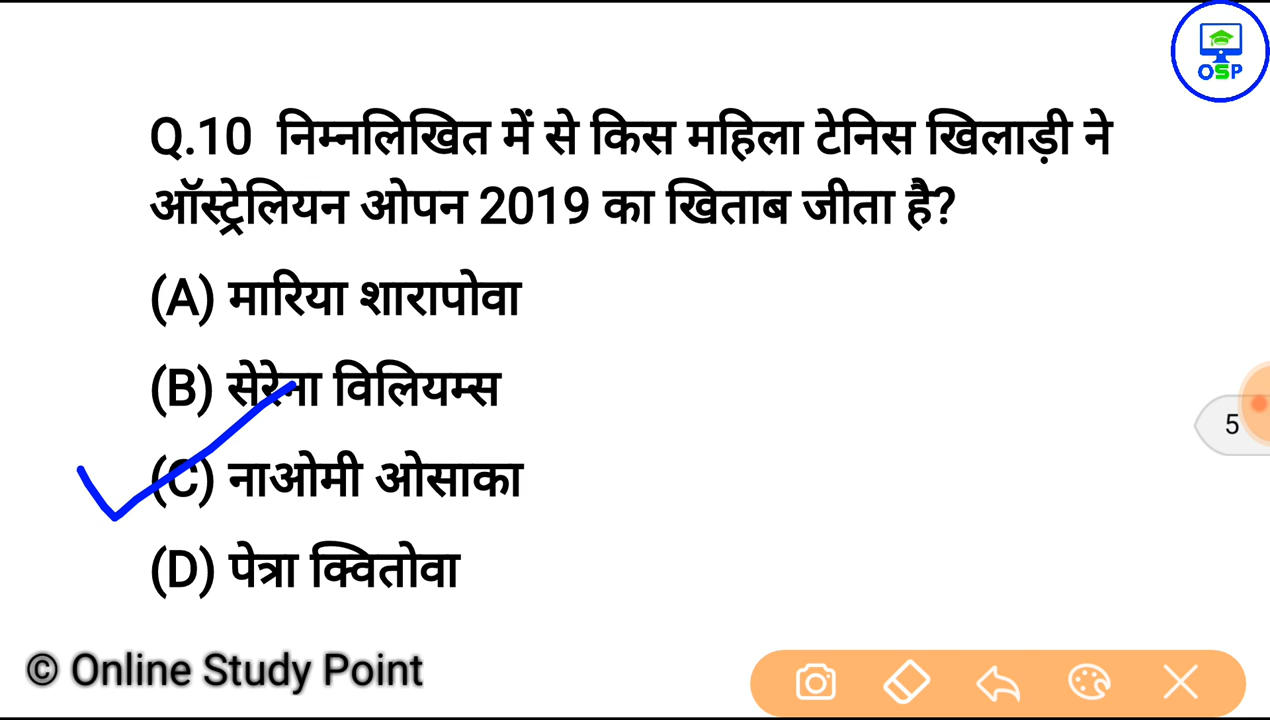 OSP
Q.10 निम्नलिखित में से किस महिला टेनिस खिलाड़ी ने
ऑस्ट्रेलियन ओपन 2019 का खिताब जीता है?
(A) मारिया शारापोवा
(B) सेरेना विलियम्स
(C) नाओमी ओसाका
(D) पेत्रा क्वितोवा
5
© Online Study Point